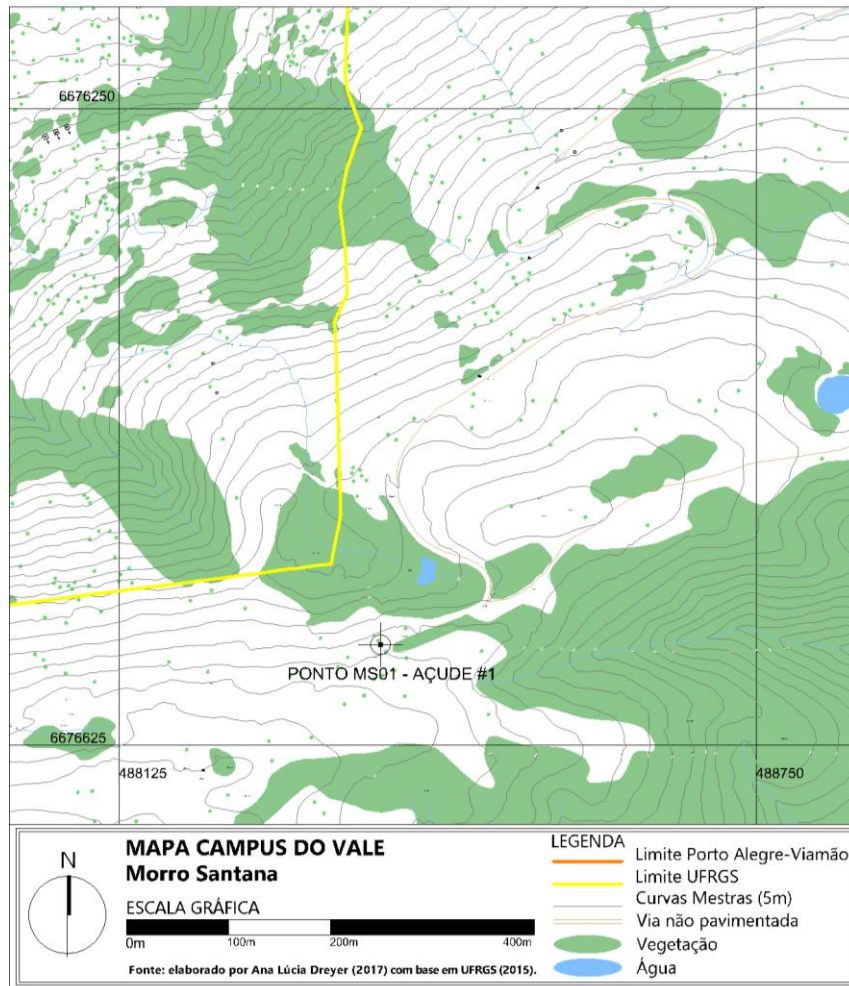 6676250
PONTO MS01 - AÇUDE #1
6676625
488125
488750
N
MAPA CAMPUS DO VALE
Morro Santana
ESCALA GRÁFICA
0m 100m 200m 400m
Fonte: elaborado por Ana Lúcia Dreyer (2017) com base em UFRGS (2015).
LEGENDA
Limite Porto Alegre-Viamão
Limite UFRGS
Curvas Mestras (5m)
Via não pavimentada
Vegetação
Água